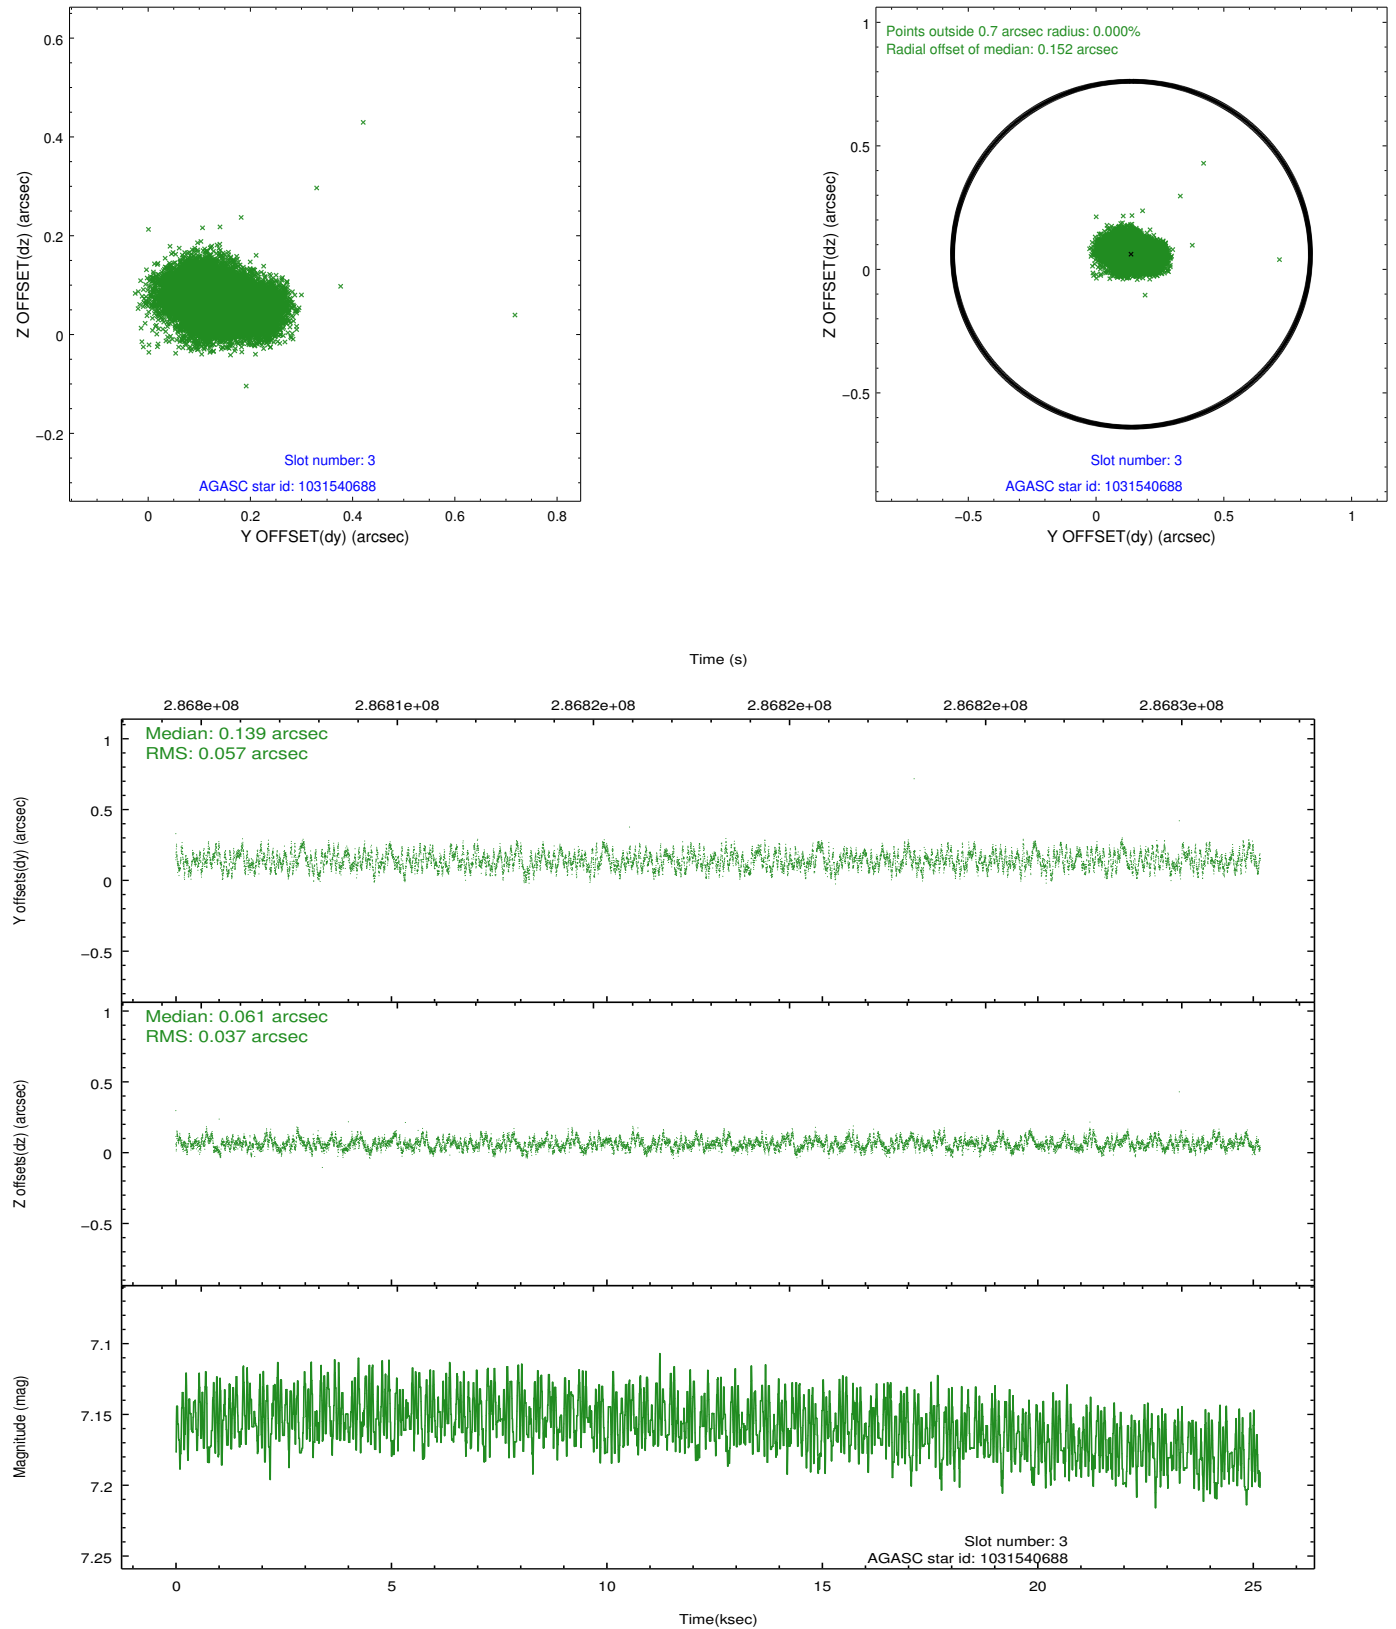 0.6
0.4
0.2
0
−0.2
Z OFFSET(dz) (arcsec)
Slot number: 3
AGASC star id: 1031540688
0 0.2 0.4 0.6 0.8
Y OFFSET(dy) (arcsec)
Points outside 0.7 arcsec radius: 0.000%
Radial offset of median: 0.152 arcsec
1
0.5
0
−0.5
Z OFFSET(dz) (arcsec)
Slot number: 3
AGASC star id: 1031540688
−0.5 0 0.5 1
Y OFFSET(dy) (arcsec)
Time (s)
2.868e+08 2.8681e+08 2.8682e+08 2.8682e+08 2.8682e+08 2.8683e+08
Median: 0.139 arcsec
RMS: 0.057 arcsec
1
0.5
0
−0.5
Y offsets(dy) (arcsec)
Median: 0.061 arcsec
RMS: 0.037 arcsec
1
0.5
0
−0.5
Z offsets(dz) (arcsec)
7.1
7.15
7.2
7.25
Magnitude (mag)
Slot number: 3
AGASC star id: 1031540688
0 5 10 15 20 25
Time(ksec)